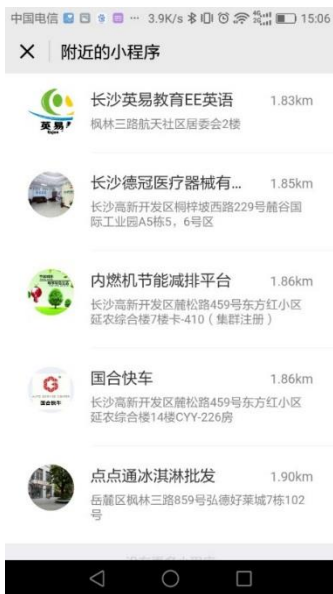 中国电信 ... 3.9K/s 15:06
附近的小程序
长沙英易教育EE英语 1.83km
英易
枫林三路航天社区居委会2楼
长沙德冠医疗器械有... 1.85km
长沙高新开发区桐梓坡西路229号麓谷国
际工业园A5栋5，6号区
内燃机节能减排平台 1.86km
长沙高新开发区麓松路459号东方红小区
延农综合楼7楼卡-410（集群注册）
国合快车 1.86km
国合快车
长沙高新开发区麓松路459号东方红小区
延农综合楼14楼CYY-226房
点点通冰淇淋批发 1.90km
岳麓区枫林三路859号弘德好莱城7栋102
号